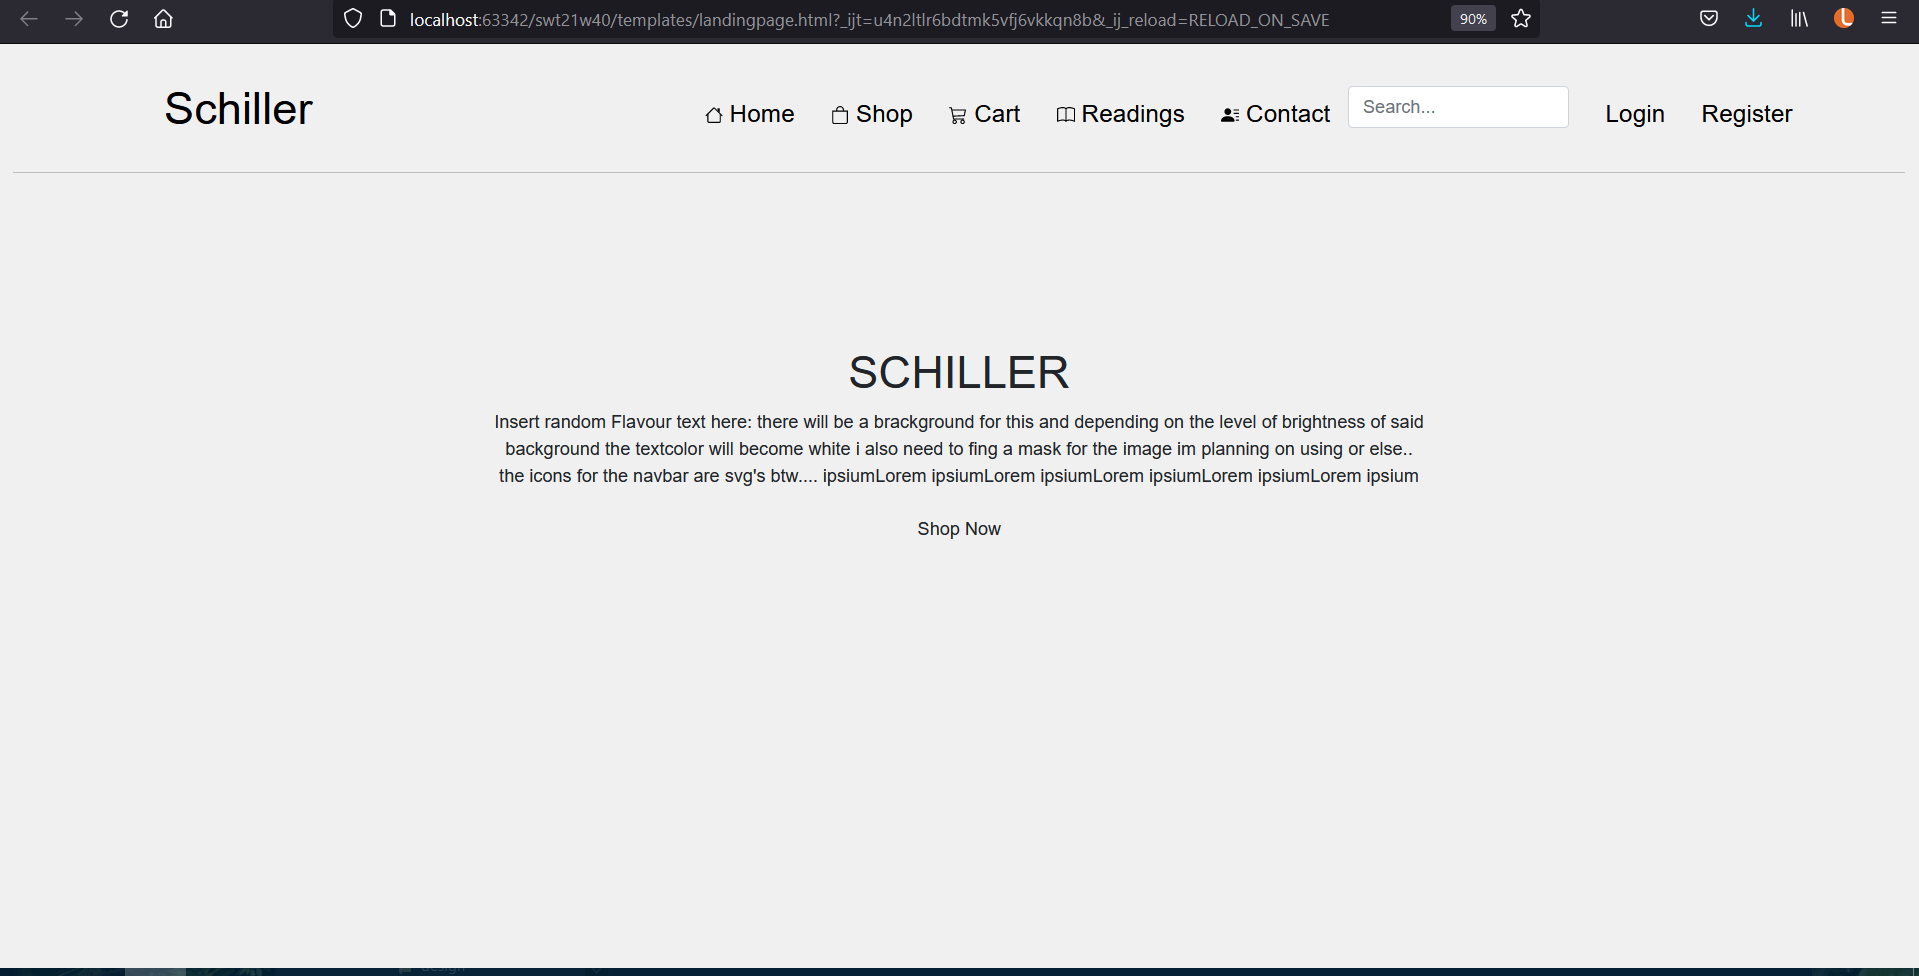 localhost:63342/swt21w40/templates/landingpage.html?_ijt=u4n2ltlr6bdtmk5vfj6vkkqn8b&_ij_reload=RELOAD_ON_SAVE 90%
Schiller Home Shop Cart Readings Contact Search... Login Register
SCHILLER
Insert random Flavour text here: there will be a brackground for this and depending on the level of brightness of said
background the textcolor will become white i also need to fing a mask for the image im planning on using or else..
the icons for the navbar are svg's btw.... ipsiumLorem ipsiumLorem ipsiumLorem ipsiumLorem ipsiumLorem ipsium
Shop Now